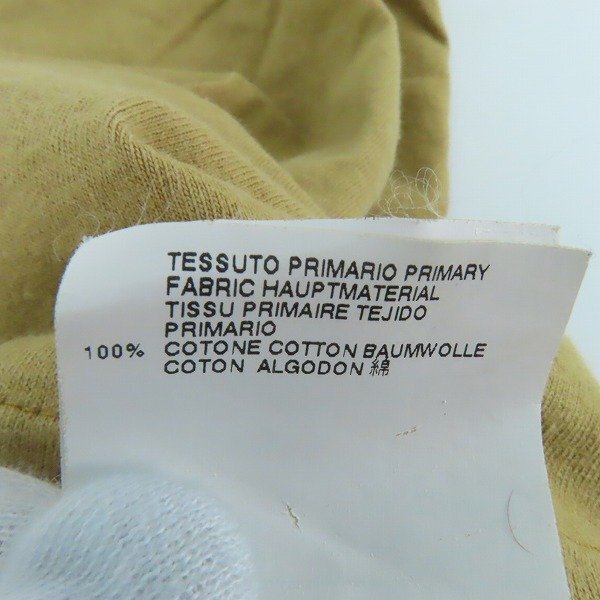 TESSUTO PRIMARIO PRIMARY
FABRIC HAUPTMATERIAL
TISSU PRIMAIRE TEJIDO
PRIMARIO
100% COTONE COTTON BAUMWOLLE
COTON ALGODON 綿